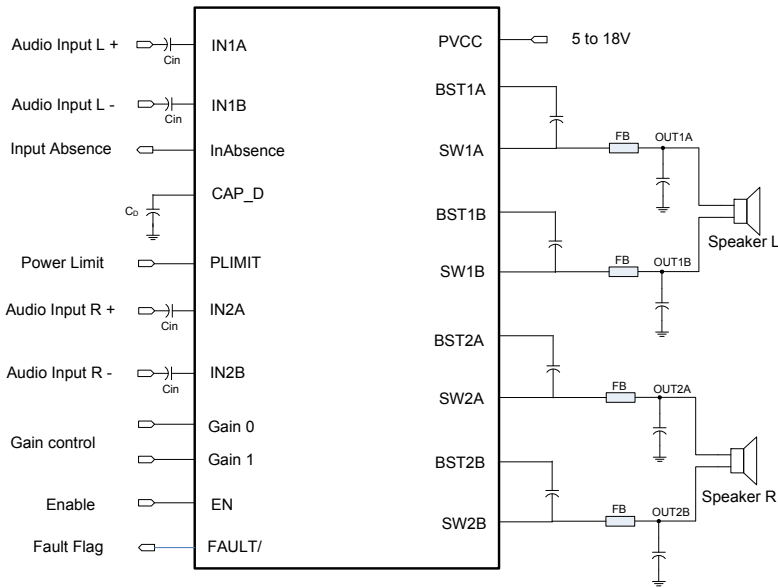 Audio Input L +
Cin
IN1A
Audio Input L -
Cin
IN1B
Input Absence
InAbsence
CD
CAP_D
Power Limit
PLIMIT
Audio Input R +
Cin
IN2A
Audio Input R -
Cin
IN2B
Gain control
Gain 0
Gain 1
Enable
EN
Fault Flag
FAULT/
PVCC
5 to 18V
BST1A
SW1A
FB
OUT1A
BST1B
SW1B
FB
OUT1B
Speaker L
BST2A
SW2A
FB
OUT2A
BST2B
SW2B
FB
OUT2B
Speaker R